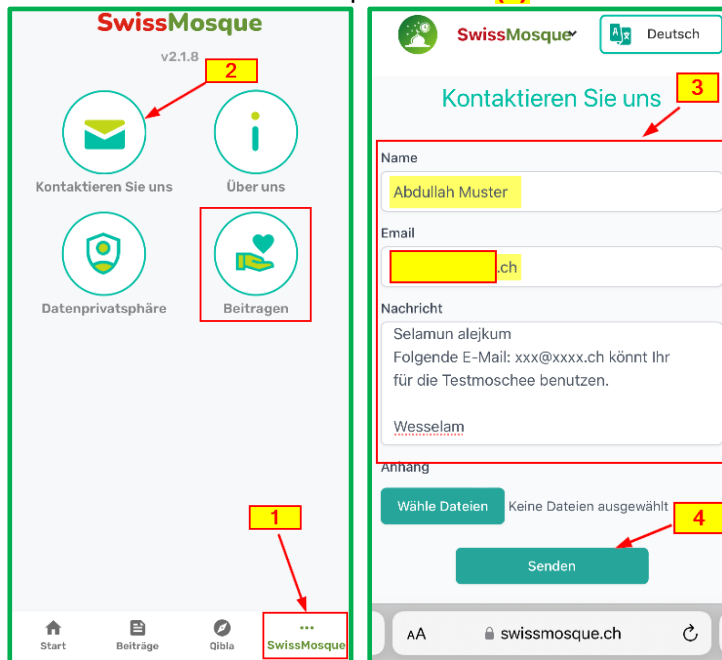 SwissMosque
v2.1.8
2
Kontaktieren Sie uns
Über uns
Datenprivatsphäre
Beitragen
1
Start
Beiträge
Qibla
SwissMosque
SwissMosque
Deutsch
Kontaktieren Sie uns
3
Name
Abdullah Muster
Email
.ch
Nachricht
Selamun alejkum
Folgende E-Mail: xxx@xxxx.ch könnt Ihr
für die Testmoschee benutzen.
Wesselam
Anhang
Wähle Dateien
Keine Dateien ausgewählt
4
Senden
AA
swissmosque.ch